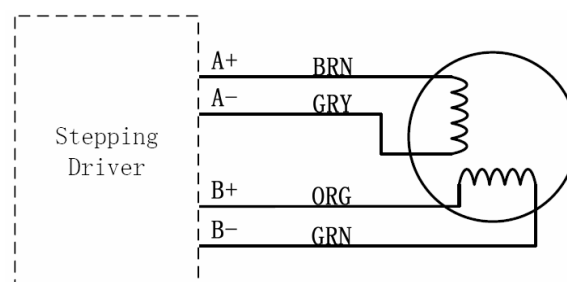 A+ BRN
A- GRY
Stepping
Driver
B+ ORG
B- GRN